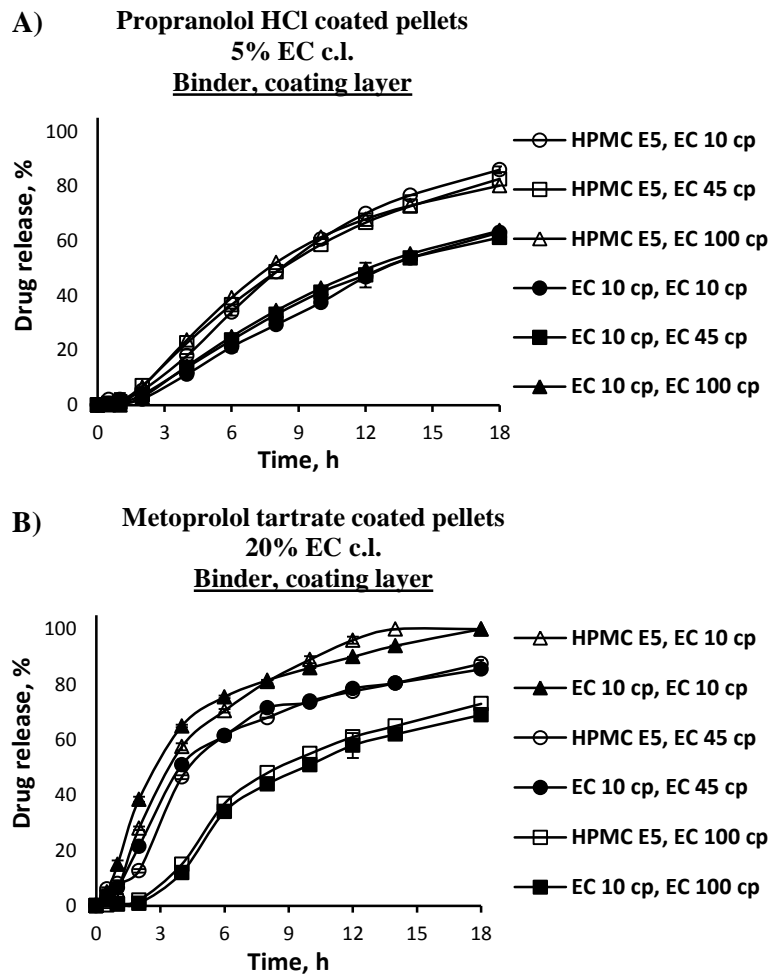 A)
Propranolol HCl coated pellets
5% EC c.l.
Binder, coating layer
Drug release, %
100
80
60
40
20
0
0 3 6 9 12 15 18
Time, h
HPMC E5, EC 10 cp
HPMC E5, EC 45 cp
HPMC E5, EC 100 cp
EC 10 cp, EC 10 cp
EC 10 cp, EC 45 cp
EC 10 cp, EC 100 cp
B)
Metoprolol tartrate coated pellets
20% EC c.l.
Binder, coating layer
Drug release, %
100
80
60
40
20
0
0 3 6 9 12 15 18
Time, h
HPMC E5, EC 10 cp
EC 10 cp, EC 10 cp
HPMC E5, EC 45 cp
EC 10 cp, EC 45 cp
HPMC E5, EC 100 cp
EC 10 cp, EC 100 cp